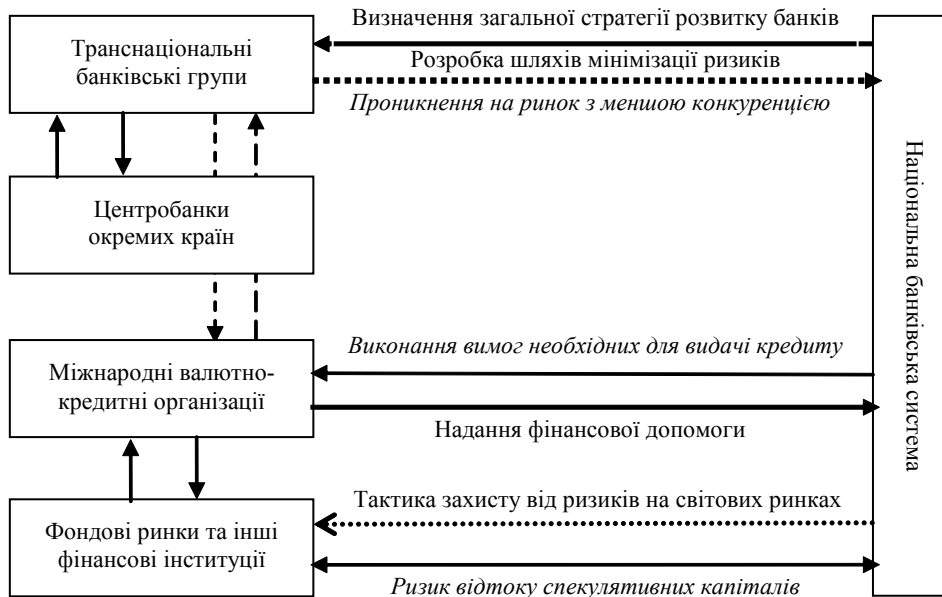 Визначення загальної стратегії розвитку банків
Транснаціональні
банківські групи
Розробка шляхів мінімізації ризиків
Проникнення на ринок з меншою конкуренцією
Центробанки
окремих країн
Національна банківська система
Виконання вимог необхідних для видачі кредиту
Міжнародні валютно-
кредитні організації
Надання фінансової допомоги
Тактика захисту від ризиків на світових ринках
Фондові ринки та інші
фінансові інституції
Ризик відтоку спекулятивних капіталів